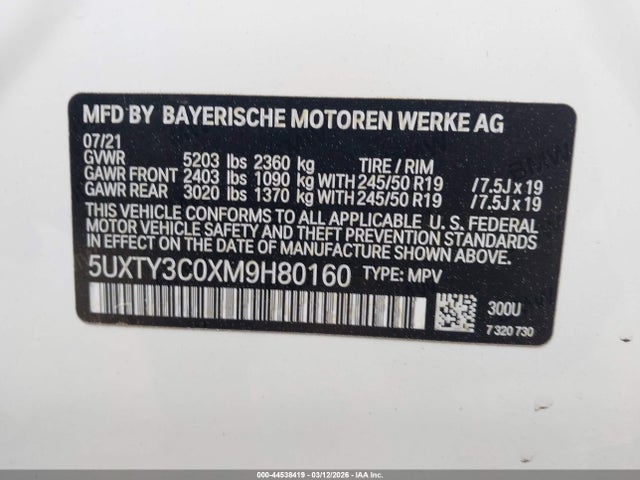 MFD BY BAYERISCHE MOTOREN WERKE AG
07/21
GVWR 5203 lbs 2360 kg TIRE / RIM
GAWR FRONT 2403 lbs 1090 kg WITH 245/50 R19 / 7.5J x 19
GAWR REAR 3020 lbs 1370 kg WITH 245/50 R19 / 7.5J x 19
THIS VEHICLE CONFORMS TO ALL APPLICABLE U. S. FEDERAL
MOTOR VEHICLE SAFETY AND THEFT PREVENTION STANDARDS
IN EFFECT ON THE DATE OF MANUFACTURE SHOWN
ABOVE.
5UXTY3C0XM9H80160 TYPE: MPV
300U
7 320 730
000-44538419 - 03/12/2026 - IAA Inc.